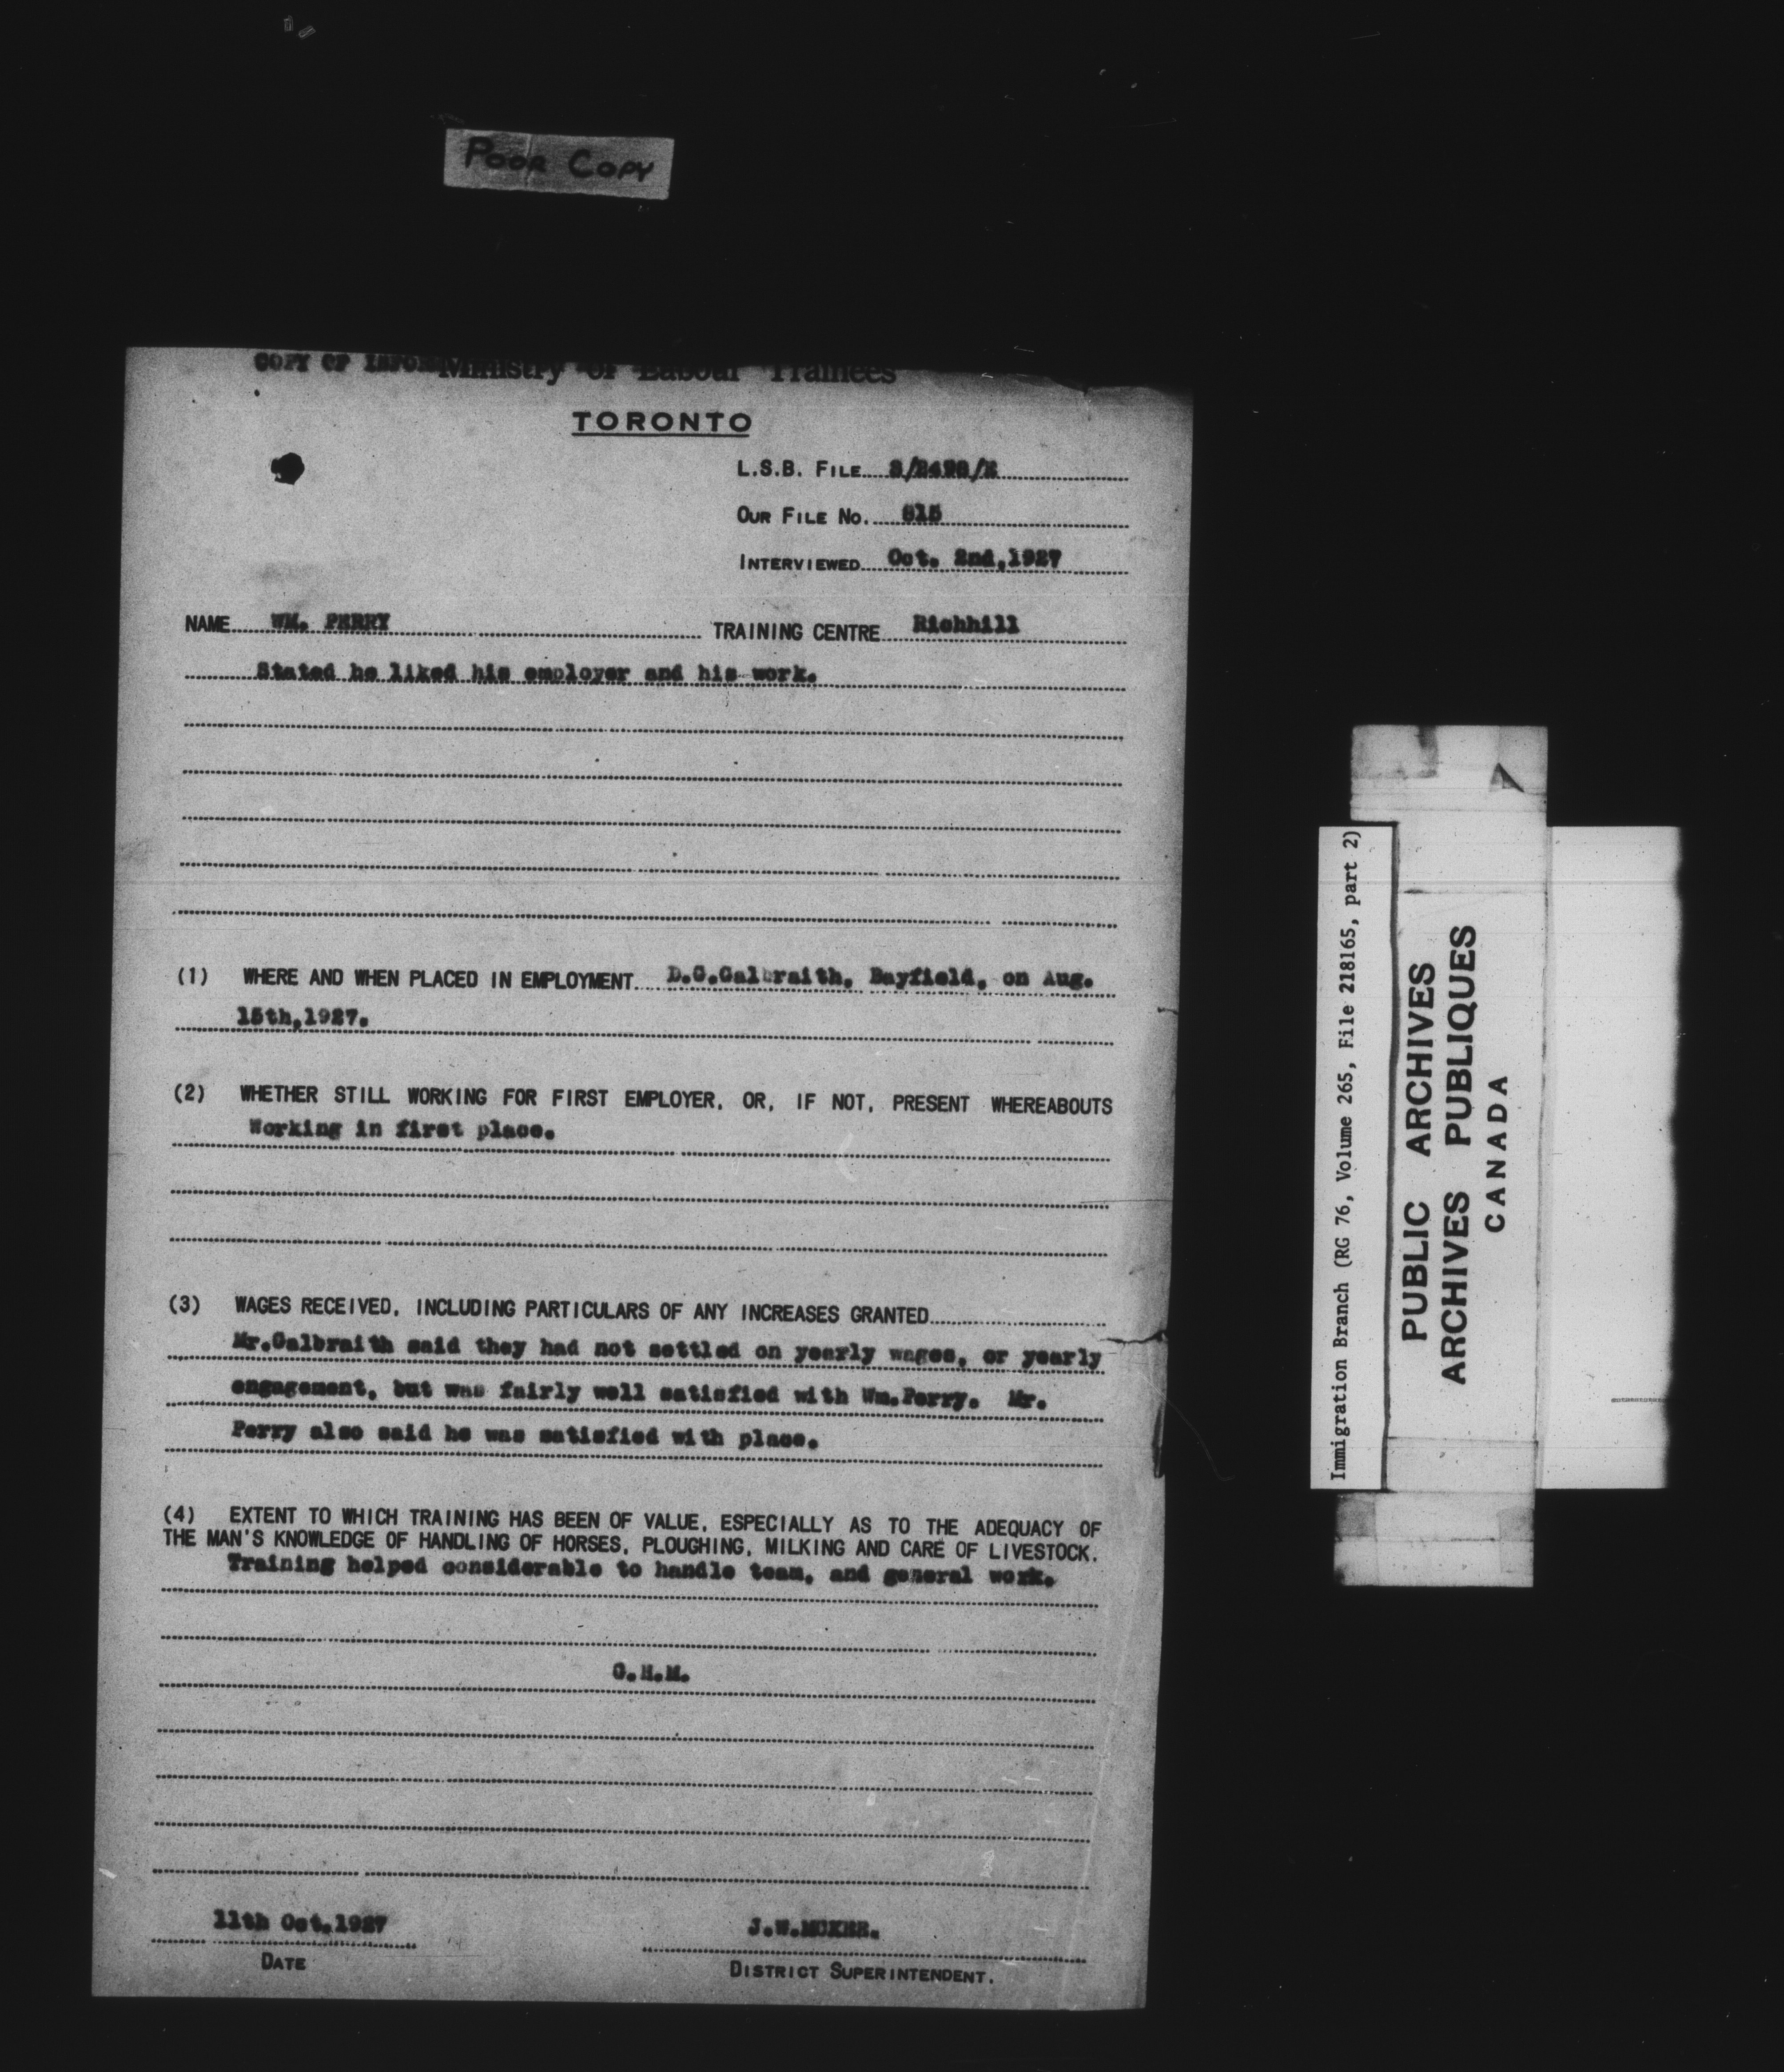 POOR COPY
COPY OF Ministry of Labour Trainees
TORONTO
L.S.B. FILE
OUR FILE NO. 815
INTERVIEWED Oct. 2nd,1927
NAME WM. PERRY TRAINING CENTRE Richhill
Stated he liked his employer and his work.
(1) WHERE AND WHEN PLACED IN EMPLOYMENT D.C.Galbraith, Bayfield, on Aug.
15th,1927.
(2) WHETHER STILL WORKING FOR FIRST EMPLOYER, OR, IF NOT, PRESENT WHEREABOUTS
Working in first place.
(3) WAGES RECEIVED, INCLUDING PARTICULARS OF ANY INCREASES GRANTED
Mr.Galbraith said they had not settled on yearly wages, or yearly
engagement, but was fairly well satisfied with Wm.Perry. Mr.
Perry also said he was satisfied with place.
(4) EXTENT TO WHICH TRAINING HAS BEEN OF VALUE, ESPECIALLY AS TO THE ADEQUACY OF
THE MAN'S KNOWLEDGE OF HANDLING OF HORSES, PLOUGHING, MILKING AND CARE OF LIVESTOCK.
Training helped considerable to handle team, and general work.
G.H.M.
11th Oct.1927 J.W.MCKEE.
DATE DISTRICT SUPERINTENDENT.
Immigration Branch (RG 76, Volume 265, File 218165, part 2)
PUBLIC ARCHIVES
ARCHIVES PUBLIQUES
CANADA